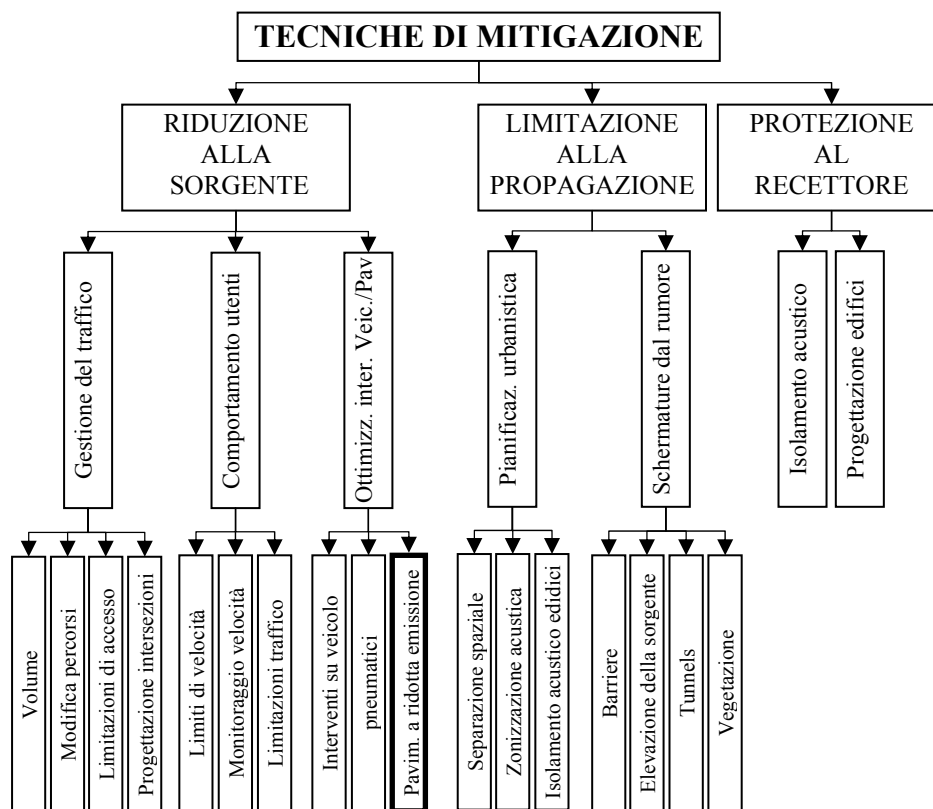 TECNICHE DI MITIGAZIONE
RIDUZIONE
ALLA
SORGENTE
LIMITAZIONE
ALLA
PROPAGAZIONE
PROTEZIONE
AL
RECETTORE
Gestione del traffico
Comportamento utenti
Ottimizz. inter. Veic./Pav
Pianificaz. urbanistica
Schermature dal rumore
Isolamento acustico
Progettazione edifici
Volume
Modifica percorsi
Limitazioni di accesso
Progettazione intersezioni
Limiti di velocità
Monitoraggio velocità
Limitazioni traffico
Interventi su veicolo
pneumatici
Pavim. a ridotta emissione
Separazione spaziale
Zonizzazione acustica
Isolamento acustico edidici
Barriere
Elevazione della sorgente
Tunnels
Vegetazione